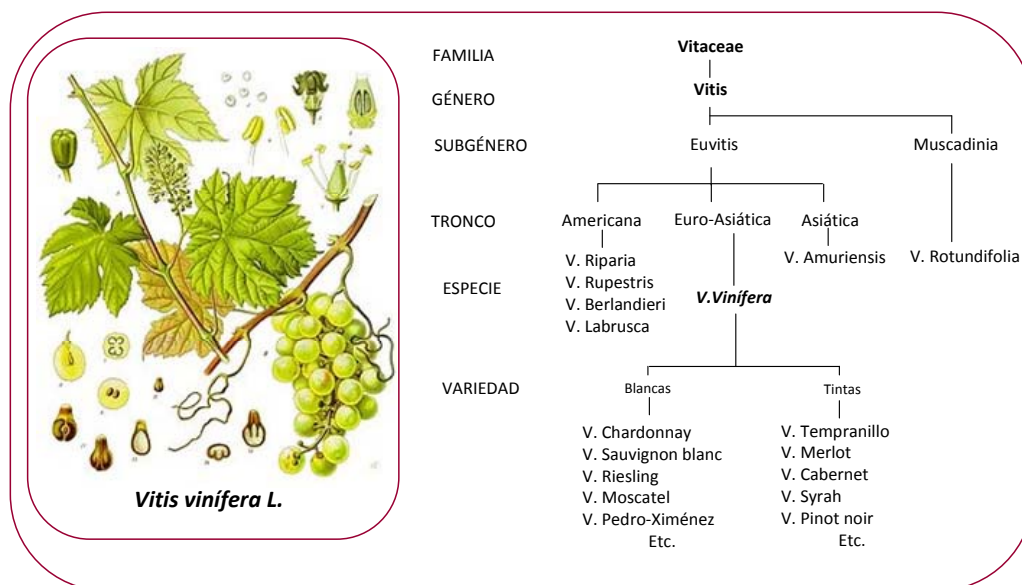 FAMILIA Vitaceae
GÉNERO Vitis
SUBGÉNERO Euvitis Muscadinia
TRONCO Americana Euro-Asiática Asiática
ESPECIE
V. Riparia
V. Rupestris
V. Berlandieri
V. Labrusca
V.Vinífera
V. Amuriensis
V. Rotundifolia
VARIEDAD Blancas Tintas
V. Chardonnay
V. Sauvignon blanc
V. Riesling
V. Moscatel
V. Pedro-Ximénez
Etc.
V. Tempranillo
V. Merlot
V. Cabernet
V. Syrah
V. Pinot noir
Etc.
Vitis vinífera L.